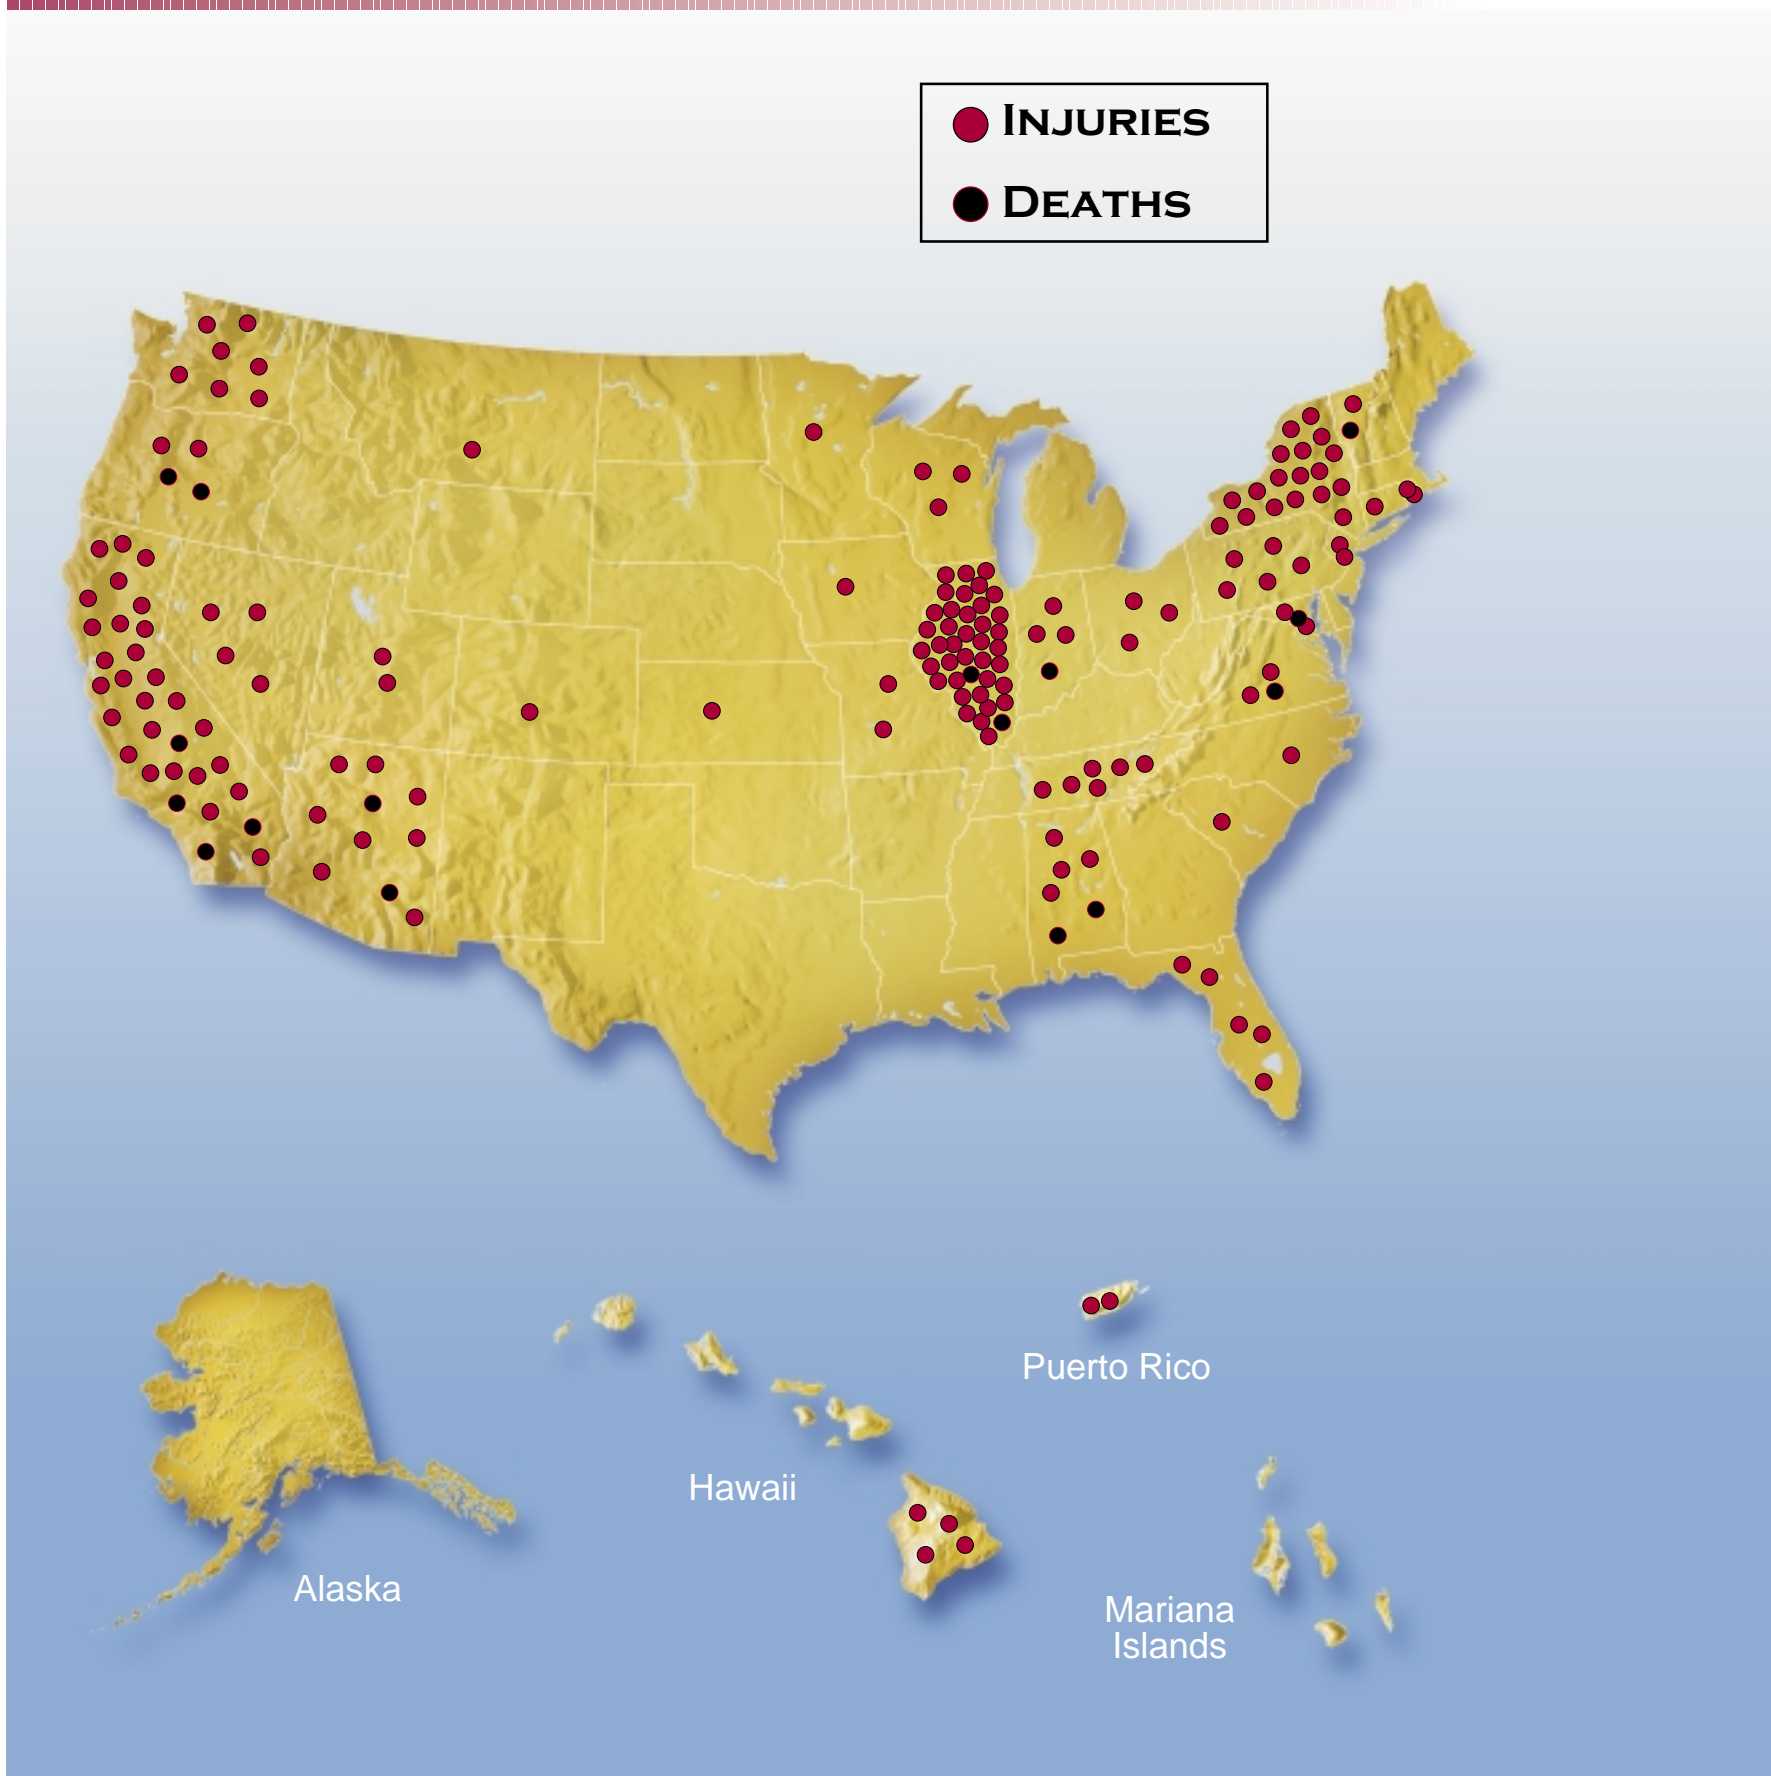 INJURIES
DEATHS
Puerto Rico
Hawaii
Alaska
Mariana
Islands